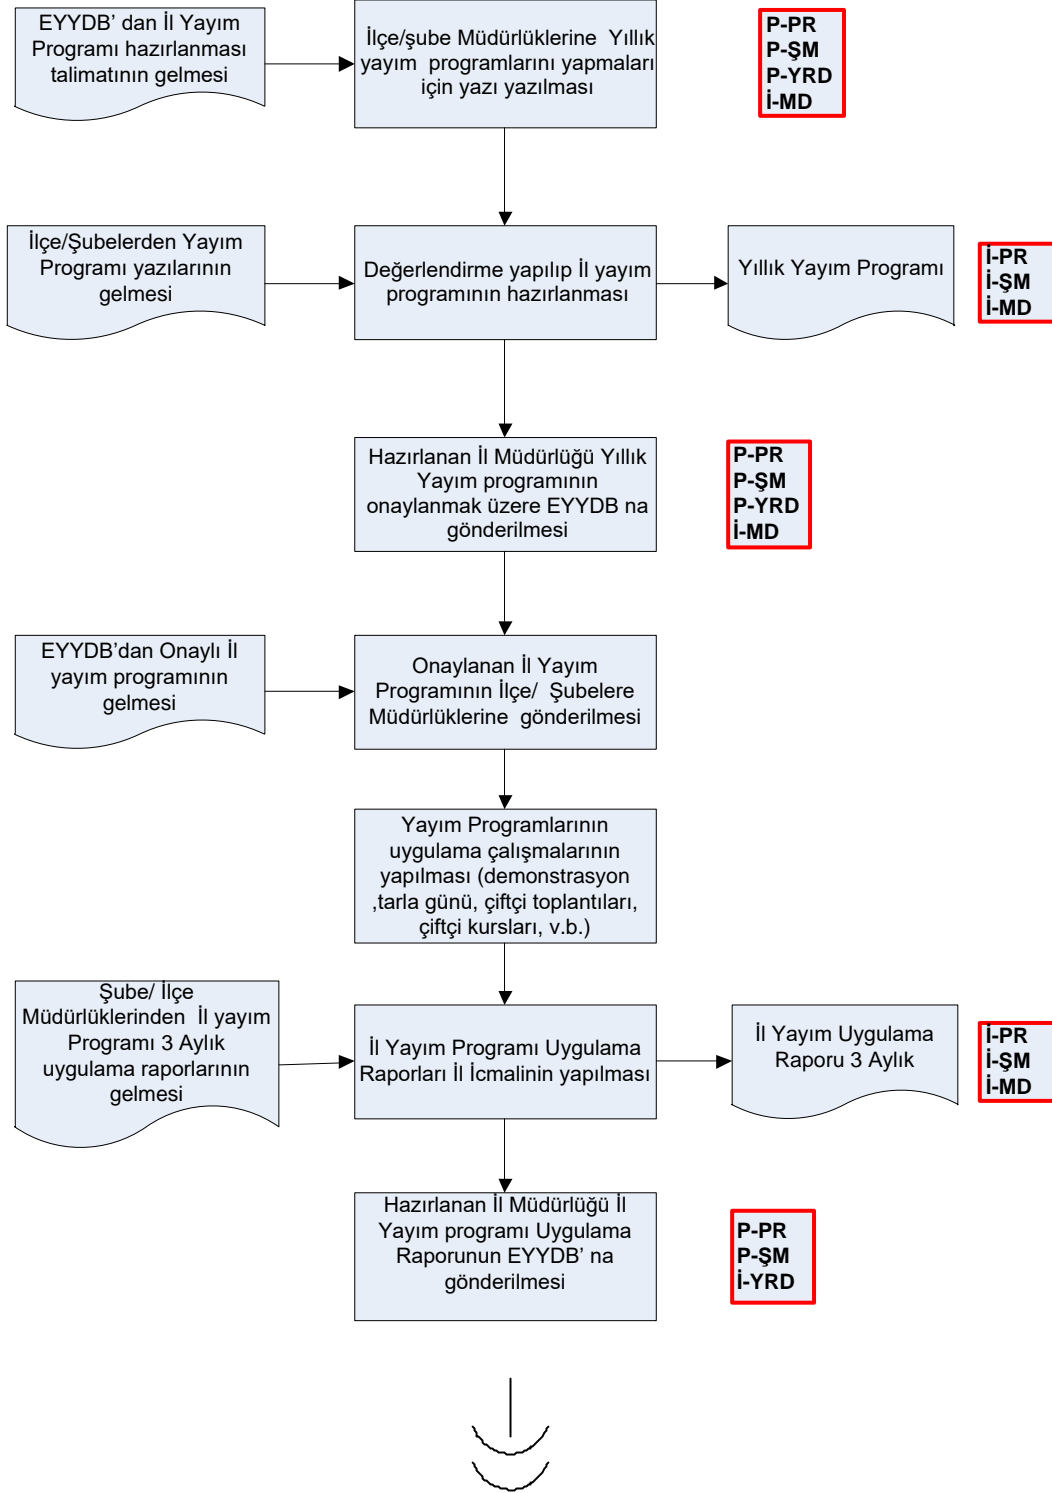 EYYDB' dan İl Yayım
Programı hazırlanması
talimatının gelmesi
İlçe/şube Müdürlüklerine  Yıllık
yayım  programlarını yapmaları
için yazı yazılması
P-PR
P-ŞM
P-YRD
İ-MD
İlçe/Şubelerden Yayım
Programı yazılarının
gelmesi
Değerlendirme yapılıp İl yayım
programının hazırlanması
Yıllık Yayım Programı
İ-PR
İ-ŞM
İ-MD
Hazırlanan İl Müdürlüğü Yıllık
Yayım programının
onaylanmak üzere EYYDB na
gönderilmesi
P-PR
P-ŞM
P-YRD
İ-MD
EYYDB'dan Onaylı İl
yayım programının
gelmesi
Onaylanan İl Yayım
Programının İlçe/  Şubelere
Müdürlüklerine  gönderilmesi
Yayım Programlarının
uygulama çalışmalarının
yapılması (demonstrasyon
,tarla günü, çiftçi toplantıları,
çiftçi kursları, v.b.)
Şube/ İlçe
Müdürlüklerinden  İl yayım
Programı 3 Aylık
uygulama raporlarının
gelmesi
İl Yayım Programı Uygulama
Raporları İl İcmalinin yapılması
İl Yayım Uygulama
Raporu 3 Aylık
İ-PR
İ-ŞM
İ-MD
Hazırlanan İl Müdürlüğü İl
Yayım programı Uygulama
Raporunun EYYDB' na
gönderilmesi
P-PR
P-ŞM
İ-YRD